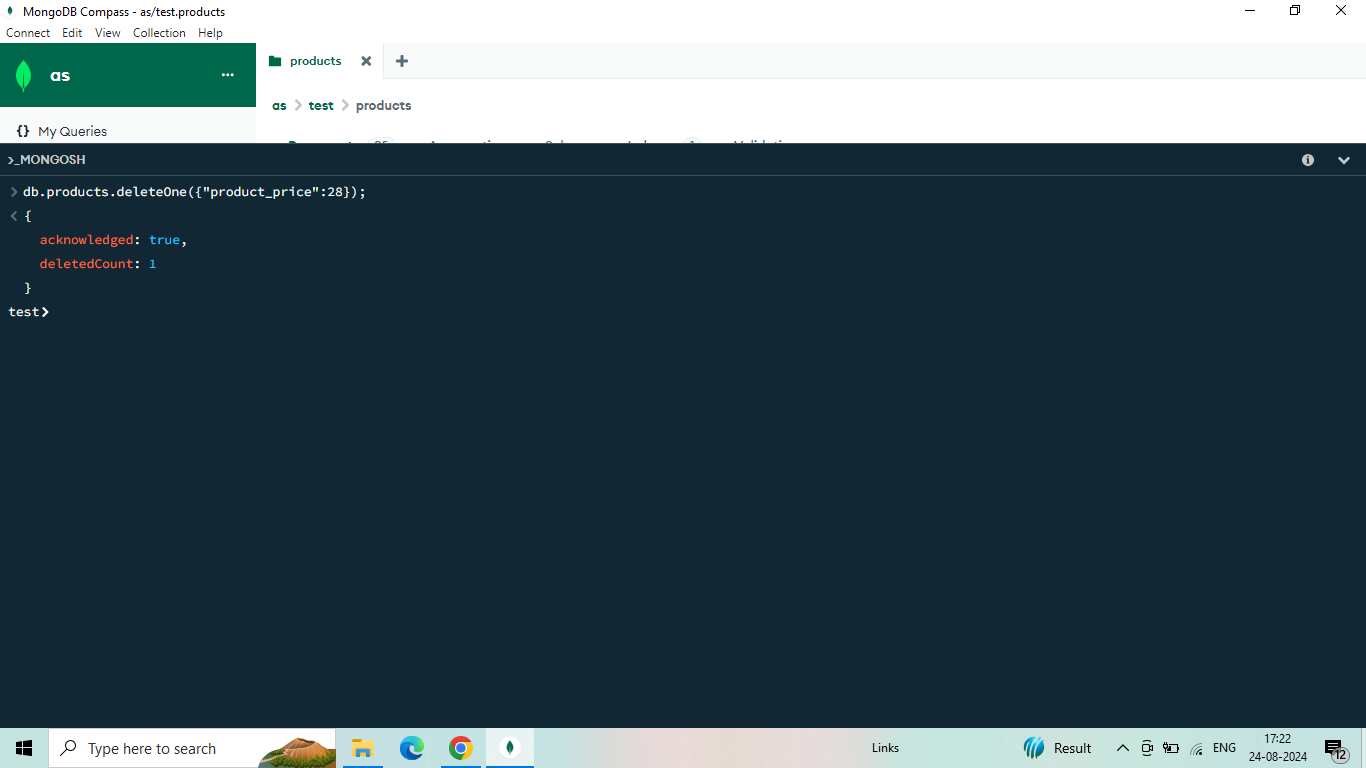 MongoDB Compass - as/test.products
Connect Edit View Collection Help
as ...
products
as > test > products
{} My Queries
>_MONGOSH
> db.products.deleteOne({"product_price":28});
< {
acknowledged: true,
deletedCount: 1
}
test>
Type here to search
Links
Result
ENG
17:22
24-08-2024
12